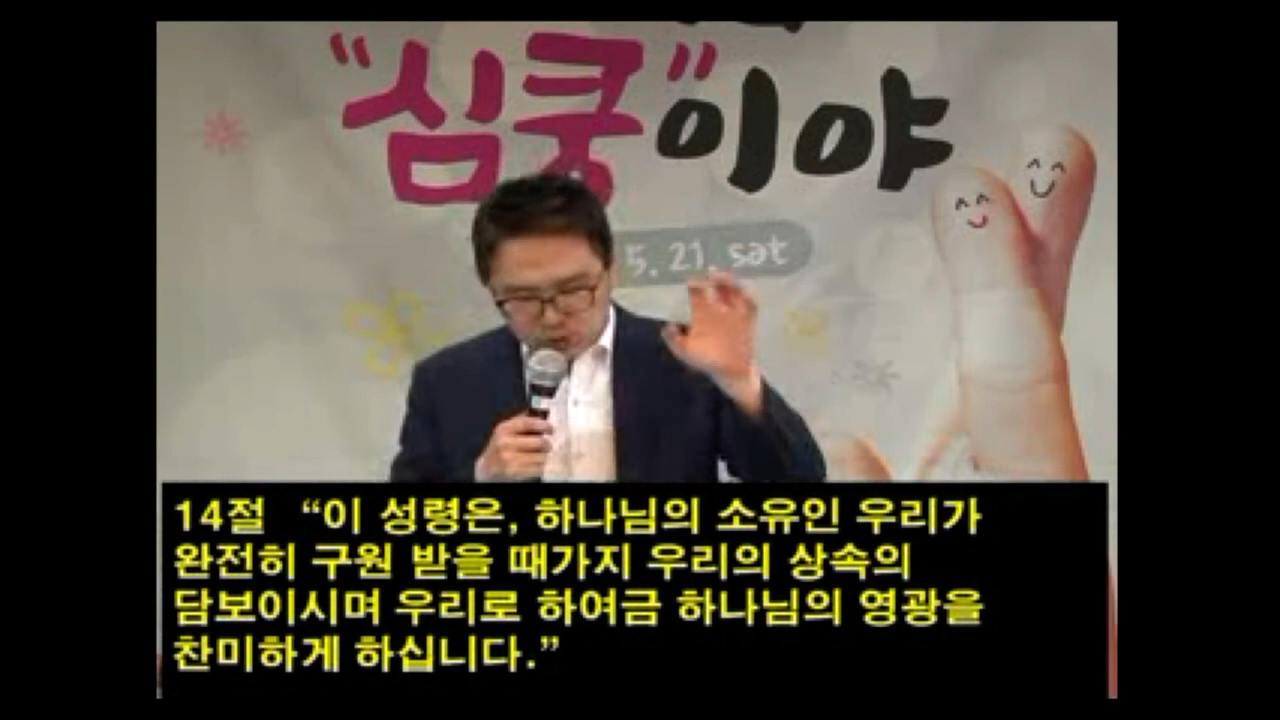 “심쿵”이야
5. 21. sat
14절 “이 성령은, 하나님의 소유인 우리가
완전히 구원 받을 때가지 우리의 상속의
담보이시며 우리로 하여금 하나님의 영광을
찬미하게 하십니다.”